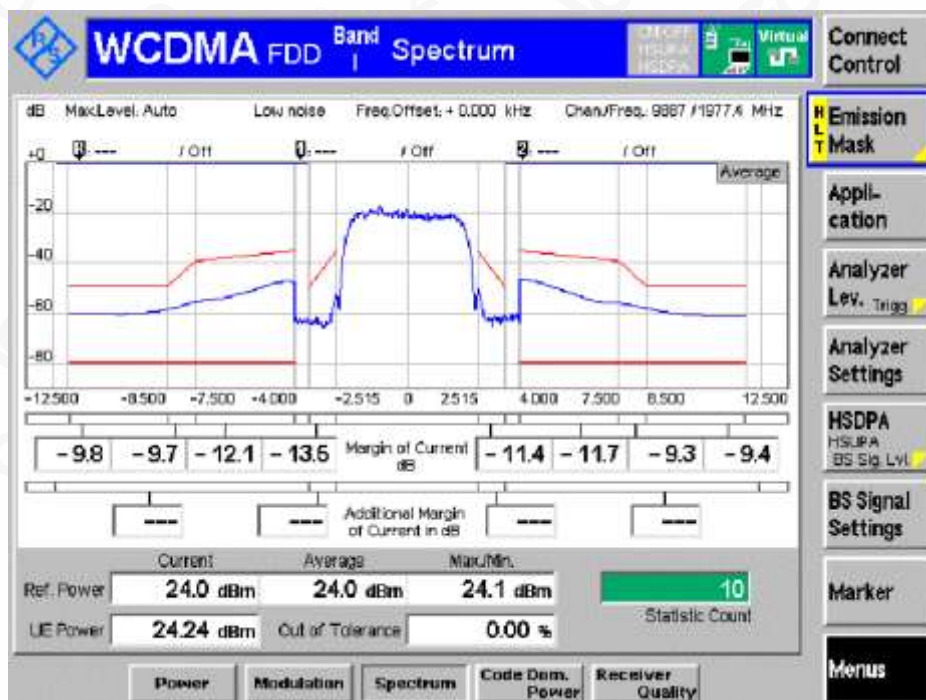 R S
WCDMA FDD Band I Spectrum
Virtual
Connect Control
dB Max.Level: Auto Low noise Freq.Offset: + 0.000 kHz Chan./Freq.: 9887 /1977.4 MHz
HLT Emission Mask
+0 --- / Off --- / Off 2: --- / Off
Average
Appli-cation
-20
-40
-60
-80
Analyzer Lev. Trigg
Analyzer Settings
-12.500 -8.500 -7.500 -4.000 -2.515 0 2.515 4.000 7.500 8.500 12.500
HSDPA
HSUPA
BS Sig. Lvl.
-9.8 -9.7 -12.1 -13.5 Margin of Current dB -11.4 -11.7 -9.3 -9.4
--- --- Additional Margin of Current in dB --- ---
BS Signal Settings
Current Average Max./Min.
Ref. Power 24.0 dBm 24.0 dBm 24.1 dBm 10
Statistic Count
Marker
UE Power 24.24 dBm Out of Tolerance 0.00 %
Power Modulation Spectrum Code Dom. Power Receiver Quality
Menus